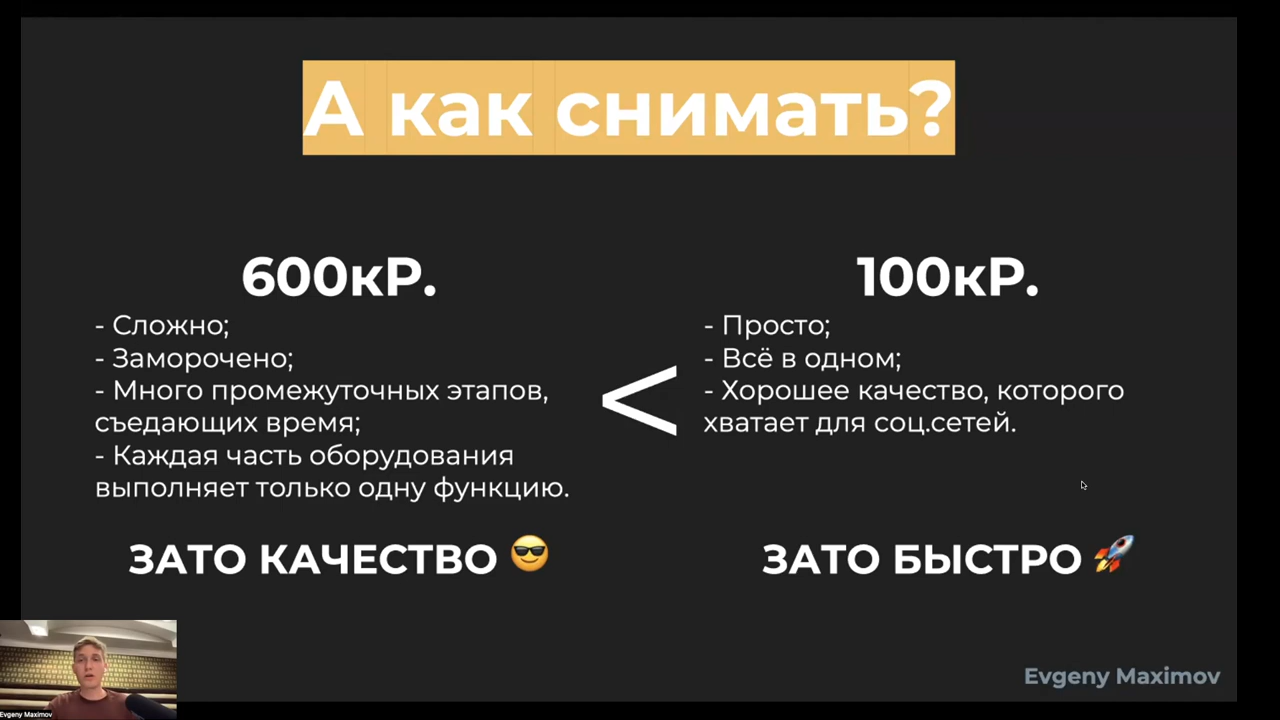 А как снимать?
600кР.
- Сложно;
- Заморочено;
- Много промежуточных этапов,
съедающих время;
- Каждая часть оборудования
выполняет только одну функцию.
ЗАТО КАЧЕСТВО 😎
<
100кР.
- Просто;
- Всё в одном;
- Хорошее качество, которого
хватает для соц.сетей.
ЗАТО БЫСТРО 🚀
Evgeny Maximov
Evgeny Maximov